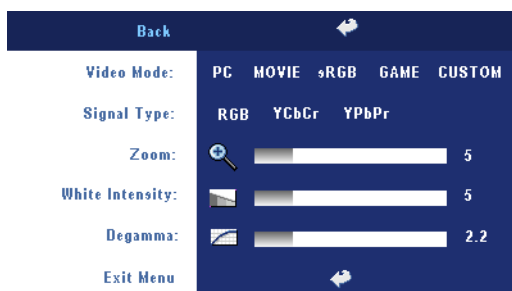 Back
Video Mode: PC MOVIE sRGB GAME CUSTOM
Signal Type: RGB YCbCr YPbPr
Zoom: 5
White Intensity: 5
Degamma: 2.2
Exit Menu